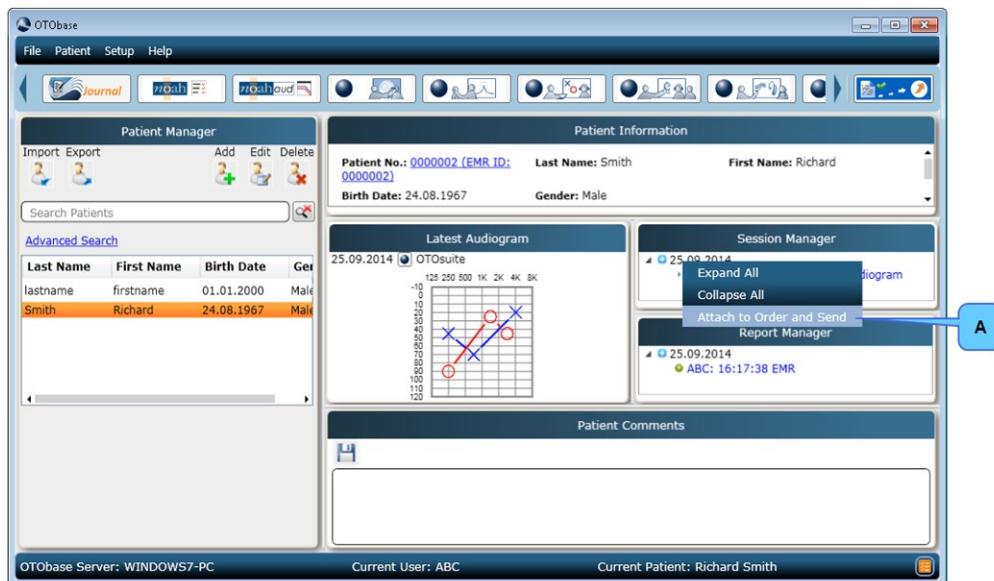 OTObase
File Patient Setup Help
Journal noah noah aud
Patient Manager
Import Export Add Edit Delete
Search Patients
Advanced Search
Last Name First Name Birth Date Ger
lastname firstname 01.01.2000 Male
Smith Richard 24.08.1967 Male
Patient Information
Patient No.: 0000002 (EMR ID: 0000002) Last Name: Smith First Name: Richard
Birth Date: 24.08.1967 Gender: Male
Latest Audiogram
25.09.2014 OTOsuite
125 250 500 1K 2K 4K 8K
-10
0
10
20
30
40
50
60
70
80
90
100
110
120
Session Manager
25.09.2014
diogram
Expand All
Collapse All
Attach to Order and Send
A
Report Manager
25.09.2014
ABC: 16:17:38 EMR
Patient Comments
OTObase Server: WINDOWS7-PC Current User: ABC Current Patient: Richard Smith